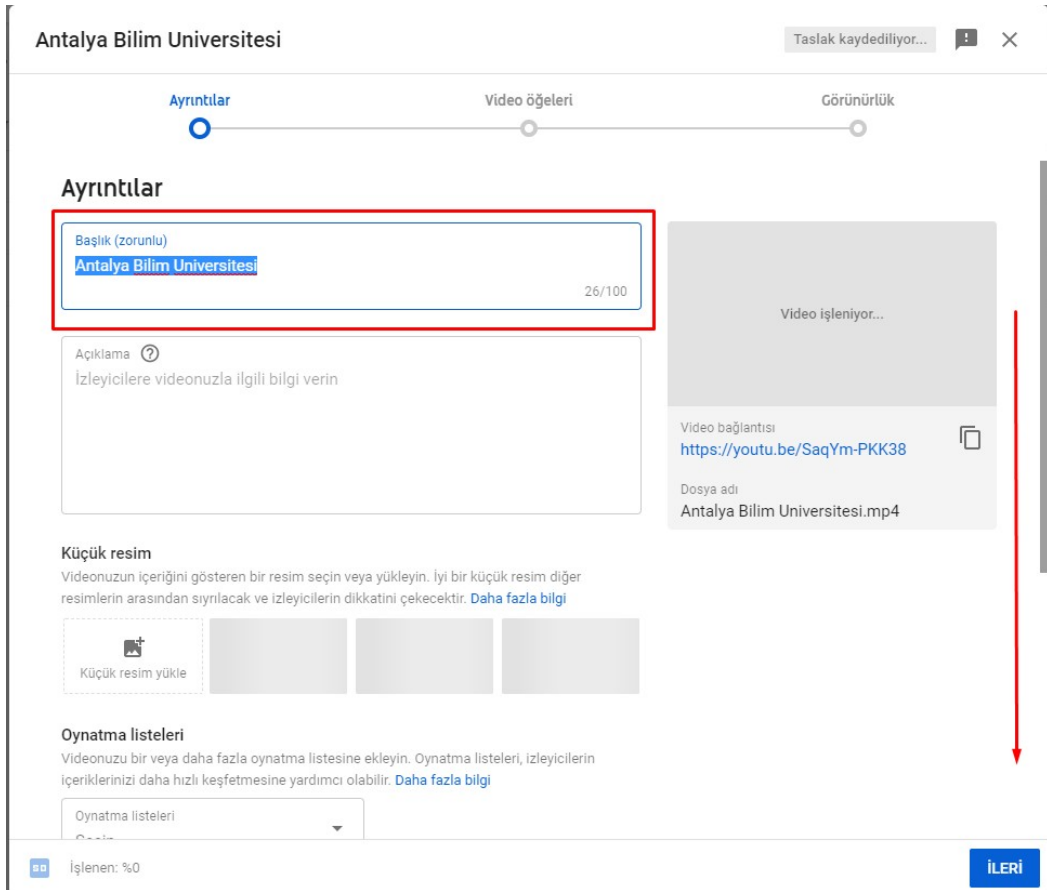 Antalya Bilim Universitesi
Taslak kaydediliyor...
Ayrıntılar
Video öğeleri
Görünürlük
Ayrıntılar
Başlık (zorunlu)
Antalya Bilim Universitesi
26/100
Açıklama
İzleyicilere videonuzla ilgili bilgi verin
Video işleniyor...
Video bağlantısı
https://youtu.be/SaqYm-PKK38
Dosya adı
Antalya Bilim Universitesi.mp4
Küçük resim
Videonuzun içeriğini gösteren bir resim seçin veya yükleyin. İyi bir küçük resim diğer
resimlerin arasından sıyrılacak ve izleyicilerin dikkatini çekecektir. Daha fazla bilgi
Küçük resim yükle
Oynatma listeleri
Videonuzu bir veya daha fazla oynatma listesine ekleyin. Oynatma listeleri, izleyicilerin
içeriklerinizi daha hızlı keşfetmesine yardımcı olabilir. Daha fazla bilgi
Oynatma listeleri
SD
İşlenen: %0
İLERİ